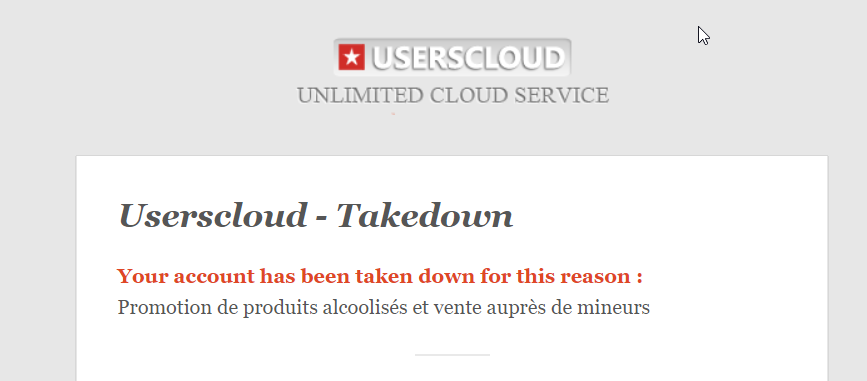 USERSCLOUD
UNLIMITED CLOUD SERVICE
Userscloud - Takedown
Your account has been taken down for this reason :
Promotion de produits alcoolisés et vente auprès de mineurs